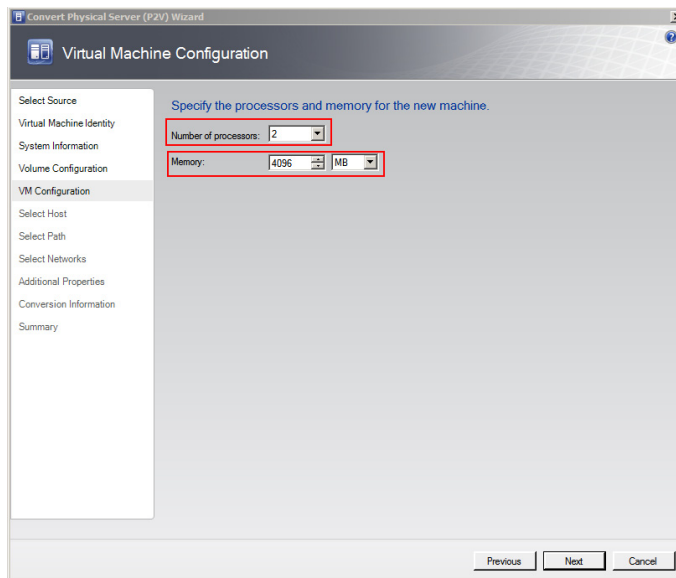 Convert Physical Server (P2V) Wizard
Virtual Machine Configuration
Select Source
Virtual Machine Identity
System Information
Volume Configuration
VM Configuration
Select Host
Select Path
Select Networks
Additional Properties
Conversion Information
Summary
Specify the processors and memory for the new machine.
Number of processors: 2
Memory: 4096 MB
Previous Next Cancel